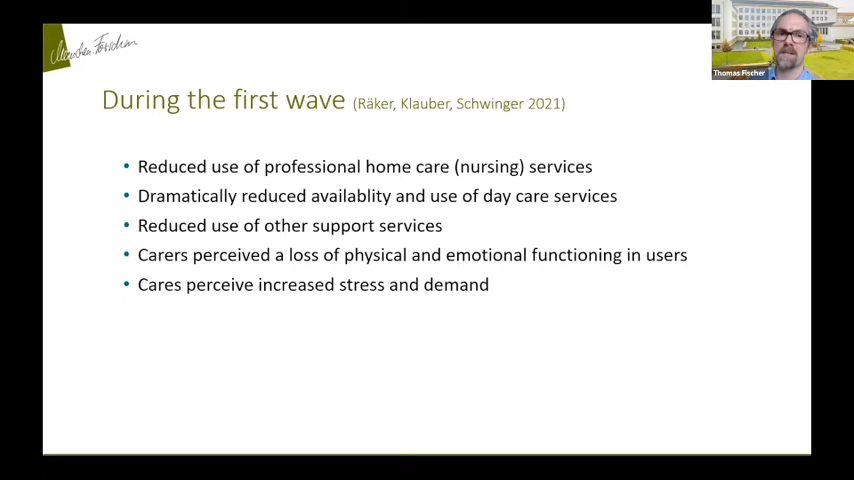 Menschen. Forschen
Thomas Fischer
During the first wave (Räker, Klauber, Schwinger 2021)
• Reduced use of professional home care (nursing) services
• Dramatically reduced availablity and use of day care services
• Reduced use of other support services
• Carers perceived a loss of physical and emotional functioning in users
• Cares perceive increased stress and demand